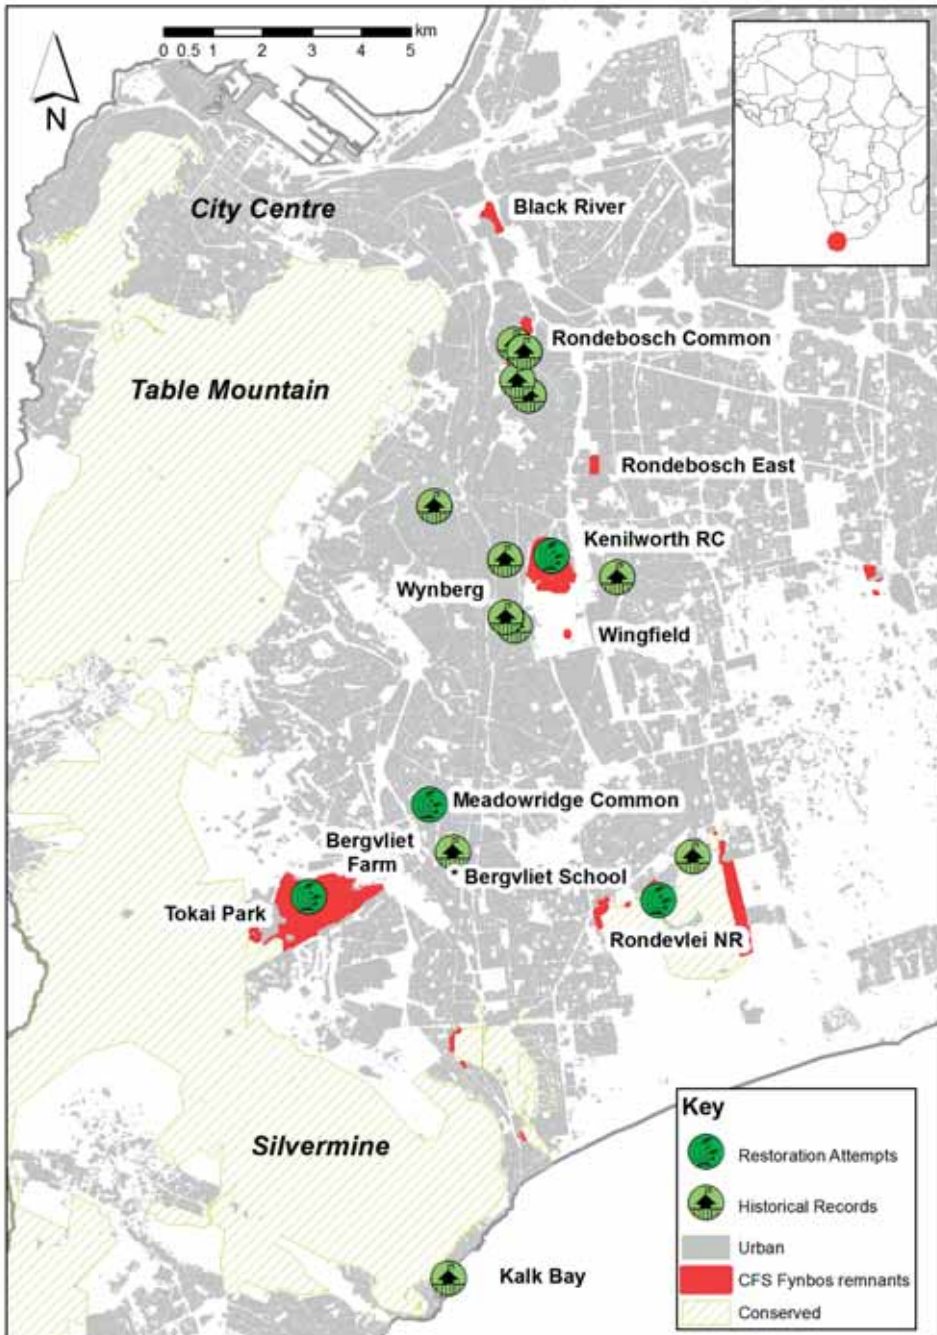 km
0 0.5 1 2 3 4 5
N
City Centre
Black River
Rondebosch Common
Table Mountain
Rondebosch East
Kenilworth RC
Wynberg
Wingfield
Meadowridge Common
Bergvliet
Farm
* Bergvliet School
Tokai Park
Rondevlei NR
Silvermine
Kalk Bay
Key
Restoration Attempts
Historical Records
Urban
CFS Fynbos remnants
Conserved